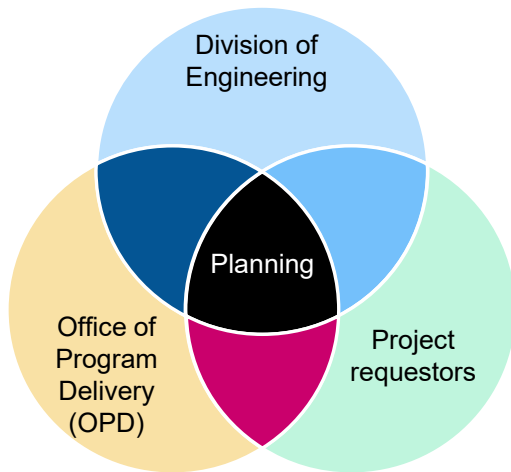 Division of
Engineering
Planning
Office of
Program
Delivery
(OPD)
Project
requestors